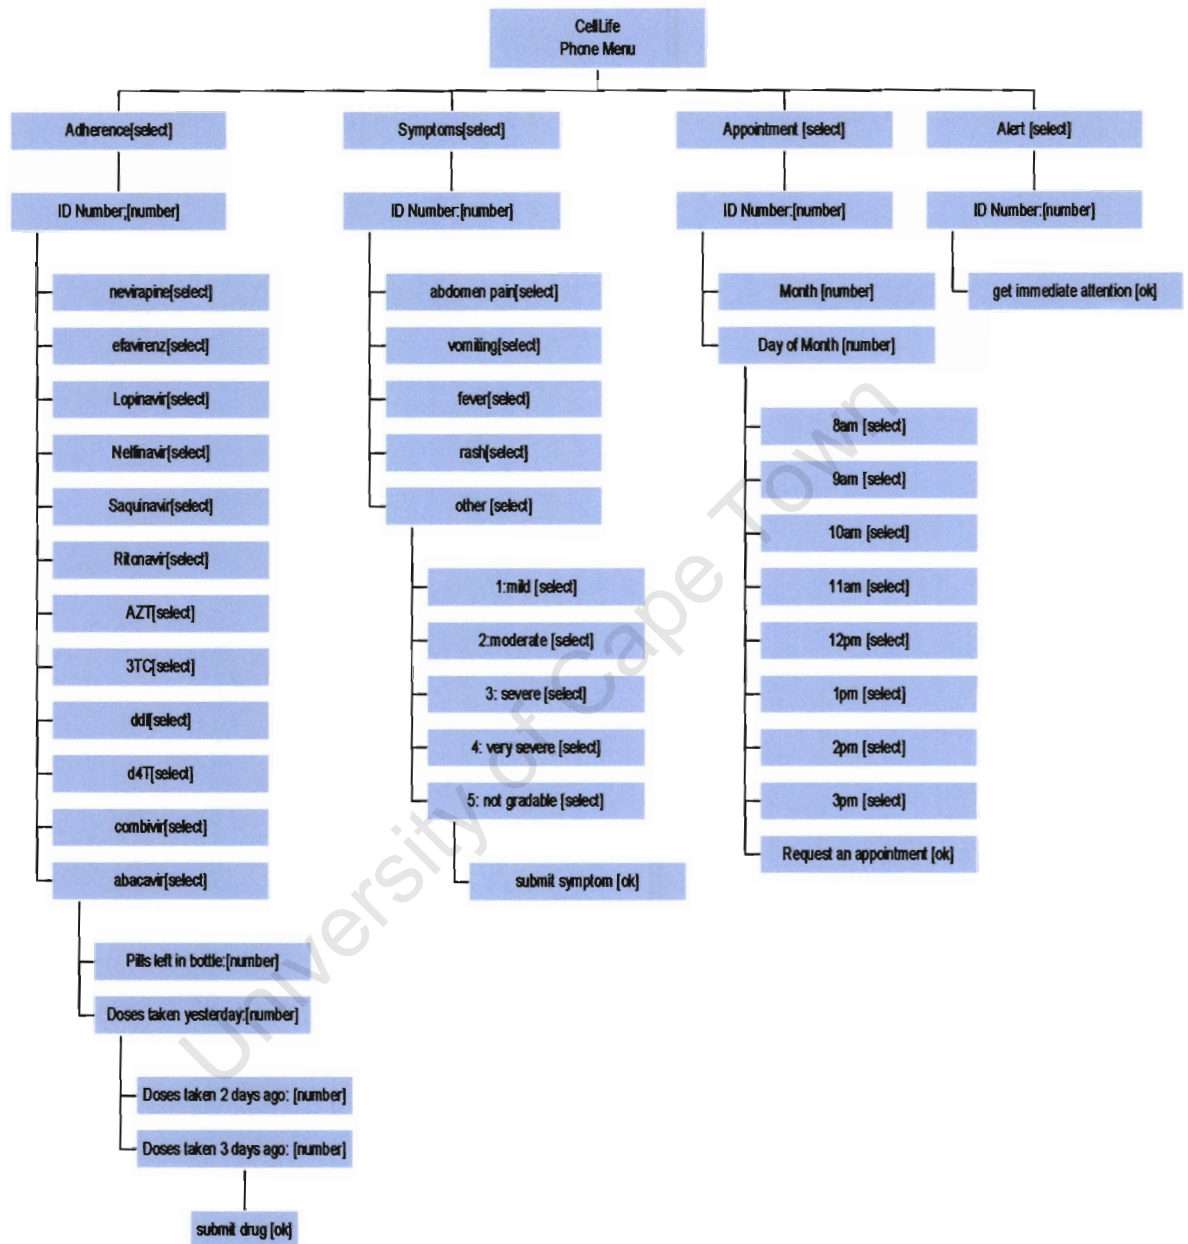 CellLife
Phone Menu
Adherence[select]
Symptoms[select]
Appointment [select]
Alert [select]
ID Number:[number]
ID Number:[number]
ID Number:[number]
ID Number:[number]
nevirapine[select]
efavirenz[select]
Lopinavir[select]
Nelfinavir[select]
Saquinavir[select]
Ritonavir[select]
AZT[select]
3TC[select]
ddI[select]
d4T[select]
combivir[select]
abacavir[select]
Pills left in bottle:[number]
Doses taken yesterday:[number]
Doses taken 2 days ago: [number]
Doses taken 3 days ago: [number]
submit drug [ok]
abdomen pain[select]
vomiting[select]
fever[select]
rash[select]
other [select]
1:mild [select]
2:moderate [select]
3: severe [select]
4: very severe [select]
5: not gradable [select]
submit symptom [ok]
Month [number]
Day of Month [number]
8am [select]
9am [select]
10am [select]
11am [select]
12pm [select]
1pm [select]
2pm [select]
3pm [select]
Request an appointment [ok]
get immediate attention [ok]
University of Cape Town